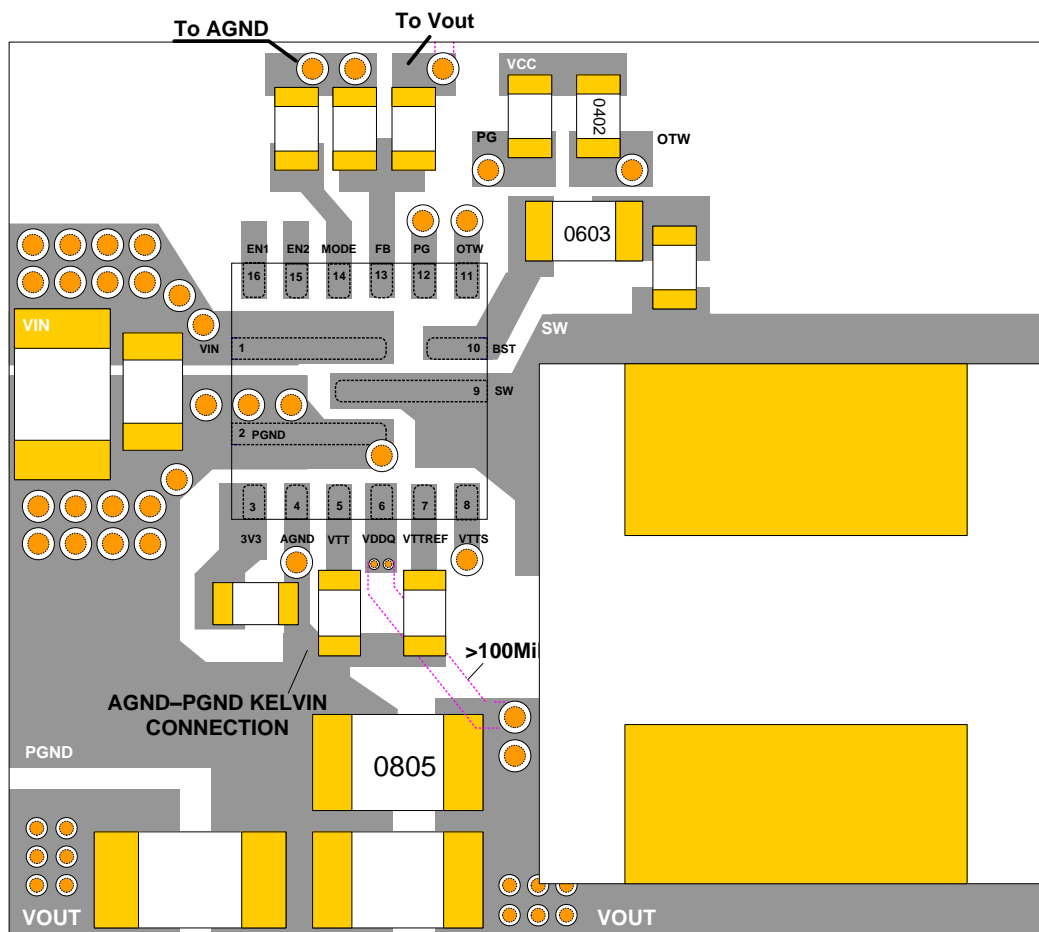 To AGND
To Vout
VCC
0402
PG
OTW
0603
EN1 EN2 MODE FB PG OTW
16 15 14 13 12 11
VIN
SW
VIN 1 10 BST
9 SW
2 PGND
3 4 5 6 7 8
3V3 AGND VTT VDDQ VTTREF VTTS
>100Mil
AGND–PGND KELVIN
CONNECTION
PGND
0805
VOUT
VOUT